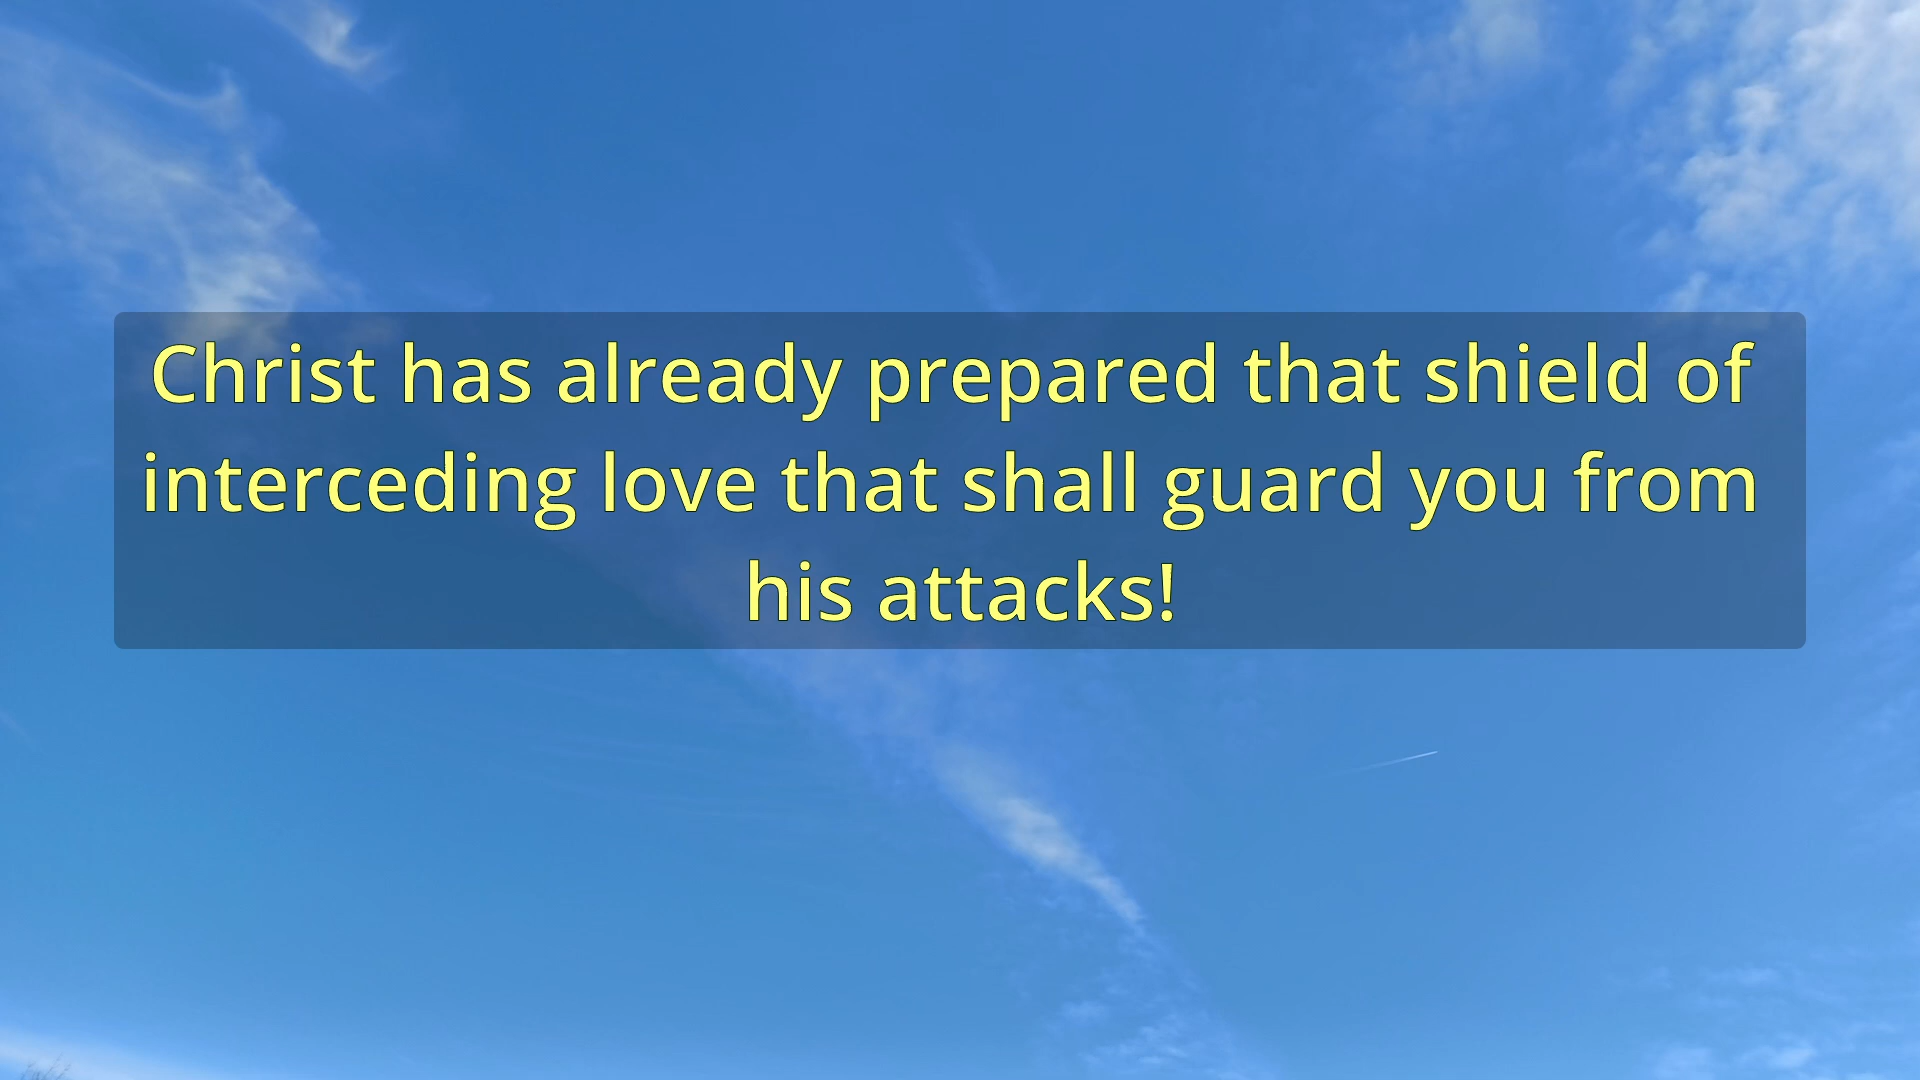 Christ has already prepared that shield of
interceding love that shall guard you from
his attacks!